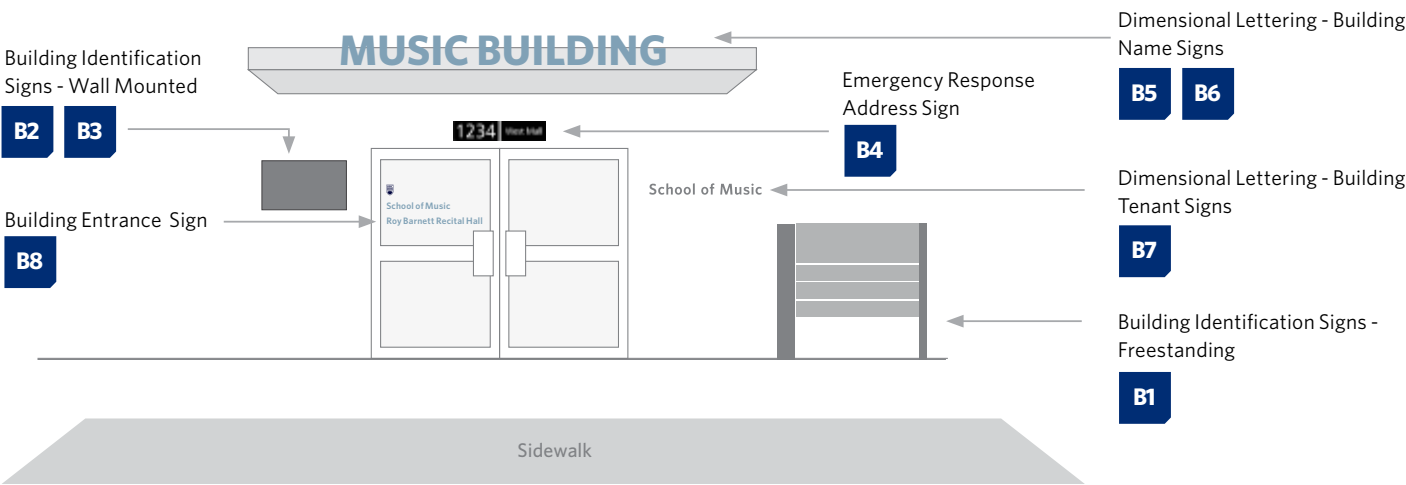 Building Identification
Signs - Wall Mounted
B2 B3
Building Entrance Sign
B8
MUSIC BUILDING
1234 West Mall
School of Music
Roy Barnett Recital Hall
School of Music
Emergency Response
Address Sign
B4
Dimensional Lettering - Building
Name Signs
B5 B6
Dimensional Lettering - Building
Tenant Signs
B7
Building Identification Signs -
Freestanding
B1
Sidewalk